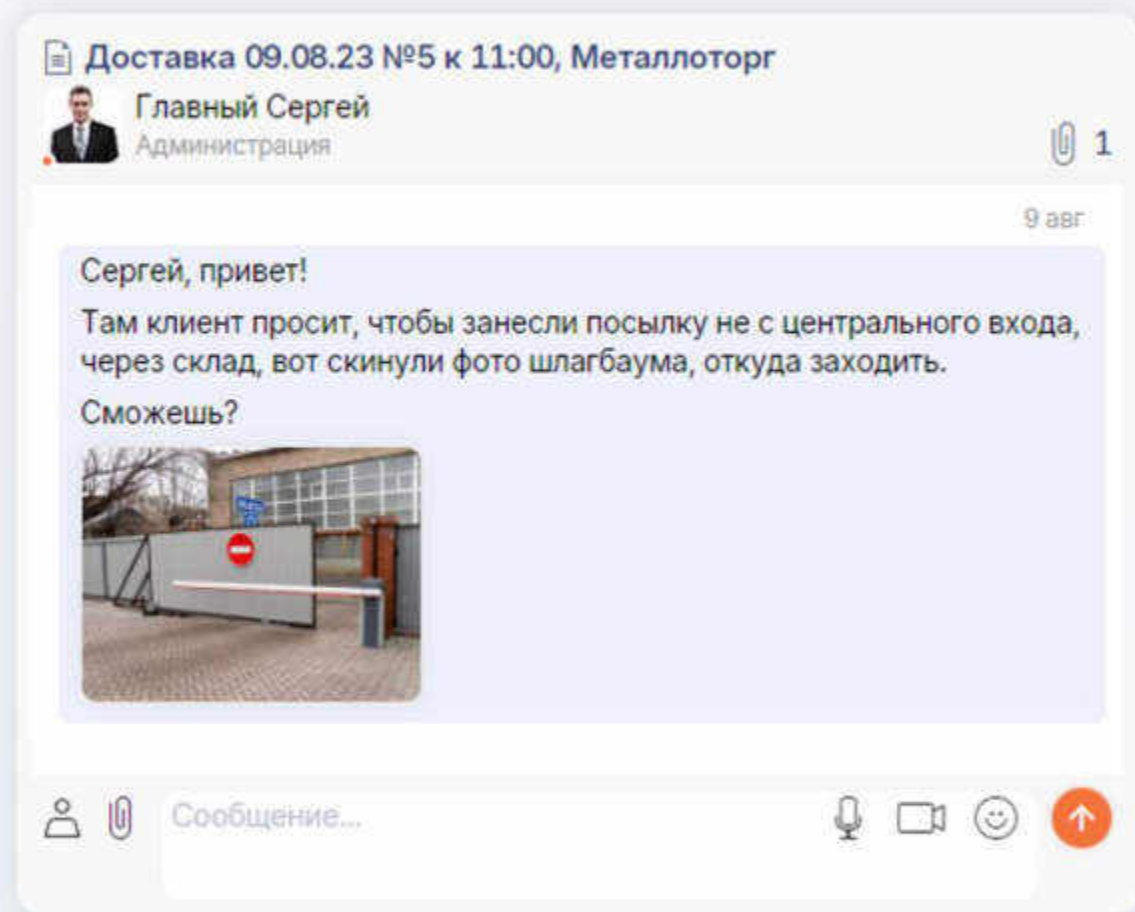 Доставка 09.08.23 №5 к 11:00, Металлоторг
Главный Сергей
Администрация
1
9 авг
Сергей, привет!
Там клиент просит, чтобы занесли посылку не с центрального входа,
через склад, вот скинули фото шлагбаума, откуда заходить.
Сможешь?
Сообщение...